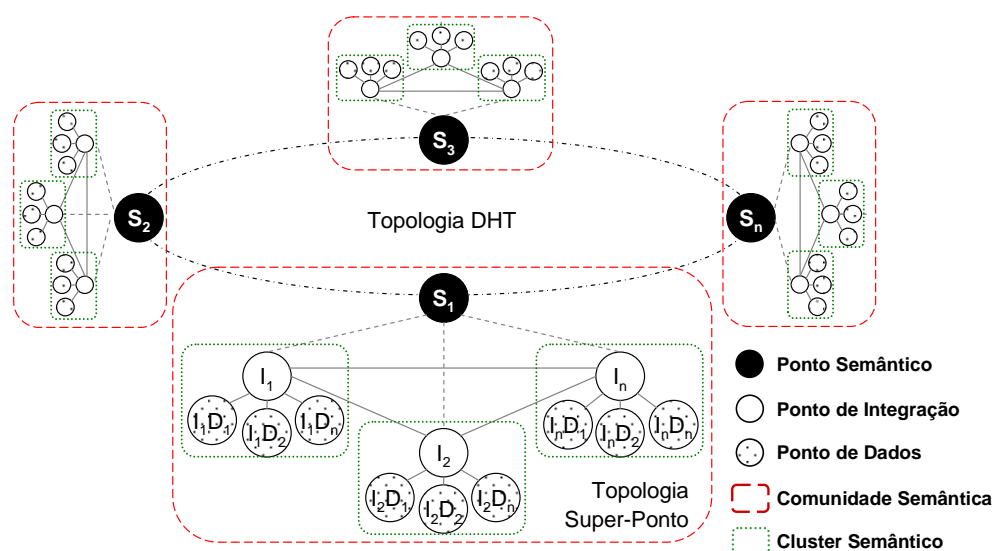 S3
S2
Topologia DHT
Sn
S1
I1
In
I1D1
I1D2
I1Dn
InD1
InD2
InDn
I2
I2D1
I2D2
I2Dn
Topologia
Super-Ponto
Ponto Semântico
Ponto de Integração
Ponto de Dados
Comunidade Semântica
Cluster Semântico